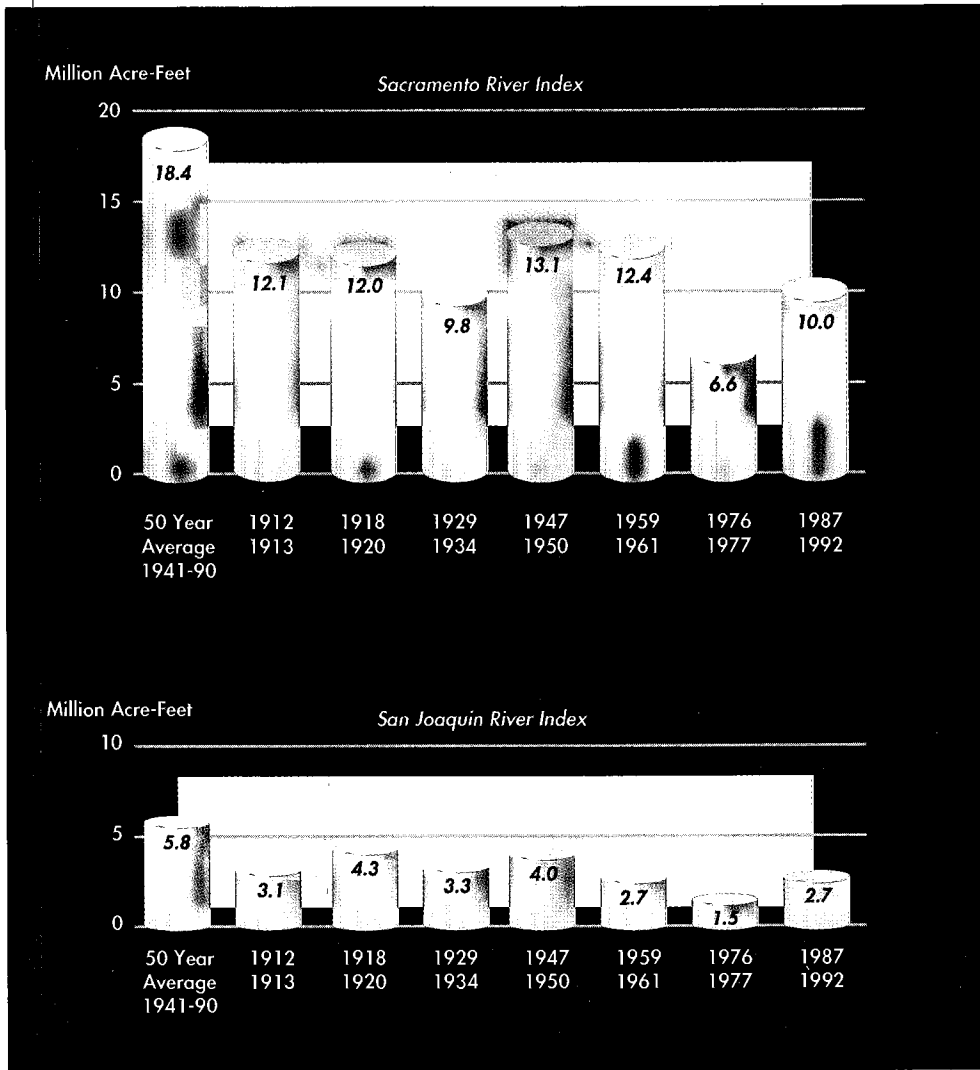 Million Acre-Feet
Sacramento River Index
20
18.4
15
12.1 12.0 13.1 12.4
10
9.8 10.0
5
6.6
0
50 Year 1912 1918 1929 1947 1959 1976 1987
Average 1913 1920 1934 1950 1961 1977 1992
1941-90
Million Acre-Feet
San Joaquin River Index
10
5
5.8 3.1 4.3 3.3 4.0 2.7 1.5 2.7
0
50 Year 1912 1918 1929 1947 1959 1976 1987
Average 1913 1920 1934 1950 1961 1977 1992
1941-90